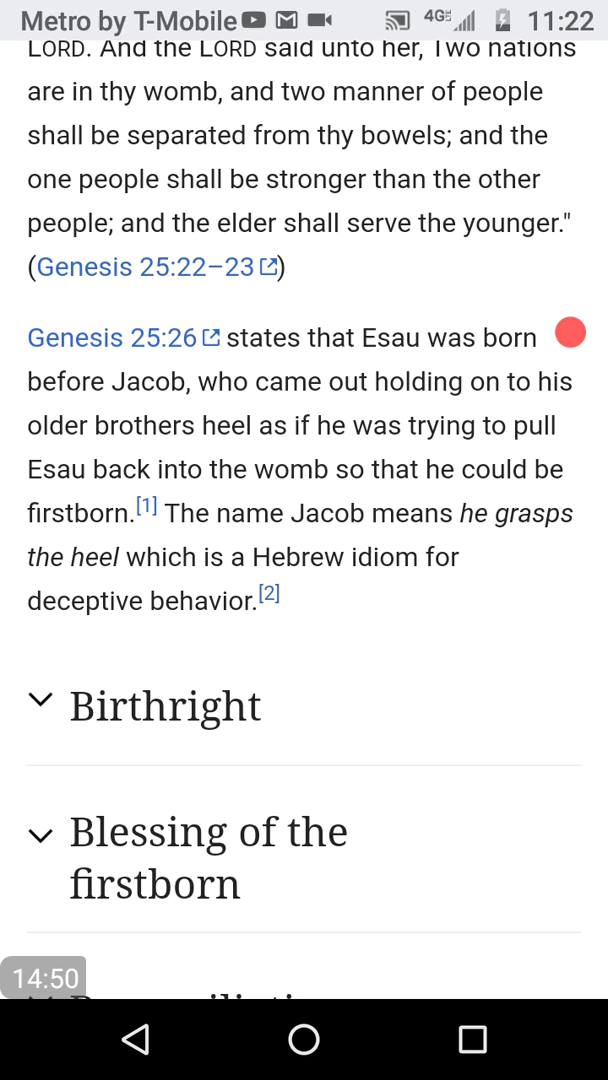 Metro by T-Mobile 4GE 11:22
LORD. And the LORD said unto her, Two nations
are in thy womb, and two manner of people
shall be separated from thy bowels; and the
one people shall be stronger than the other
people; and the elder shall serve the younger."
(Genesis 25:22–23)
Genesis 25:26 states that Esau was born
before Jacob, who came out holding on to his
older brothers heel as if he was trying to pull
Esau back into the womb so that he could be
firstborn.[1] The name Jacob means he grasps
the heel which is a Hebrew idiom for
deceptive behavior.[2]
Birthright
Blessing of the
firstborn
14:50